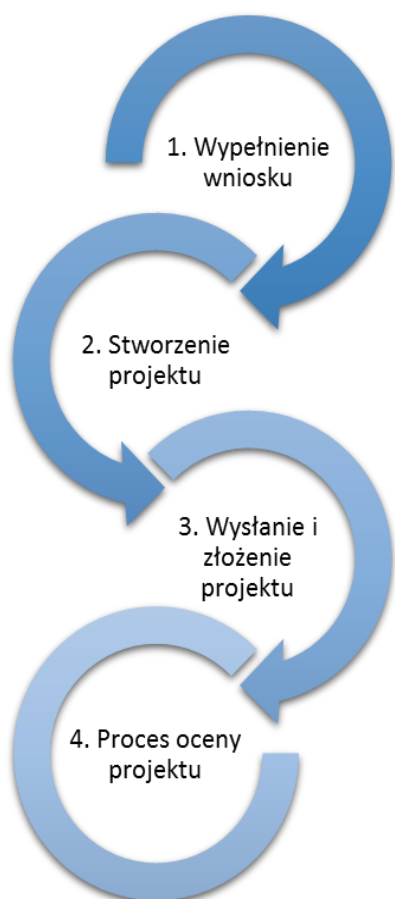 1. Wypełnienie
wniosku
2. Stworzenie
projektu
3. Wysłanie i
złożenie
projektu
4. Proces oceny
projektu